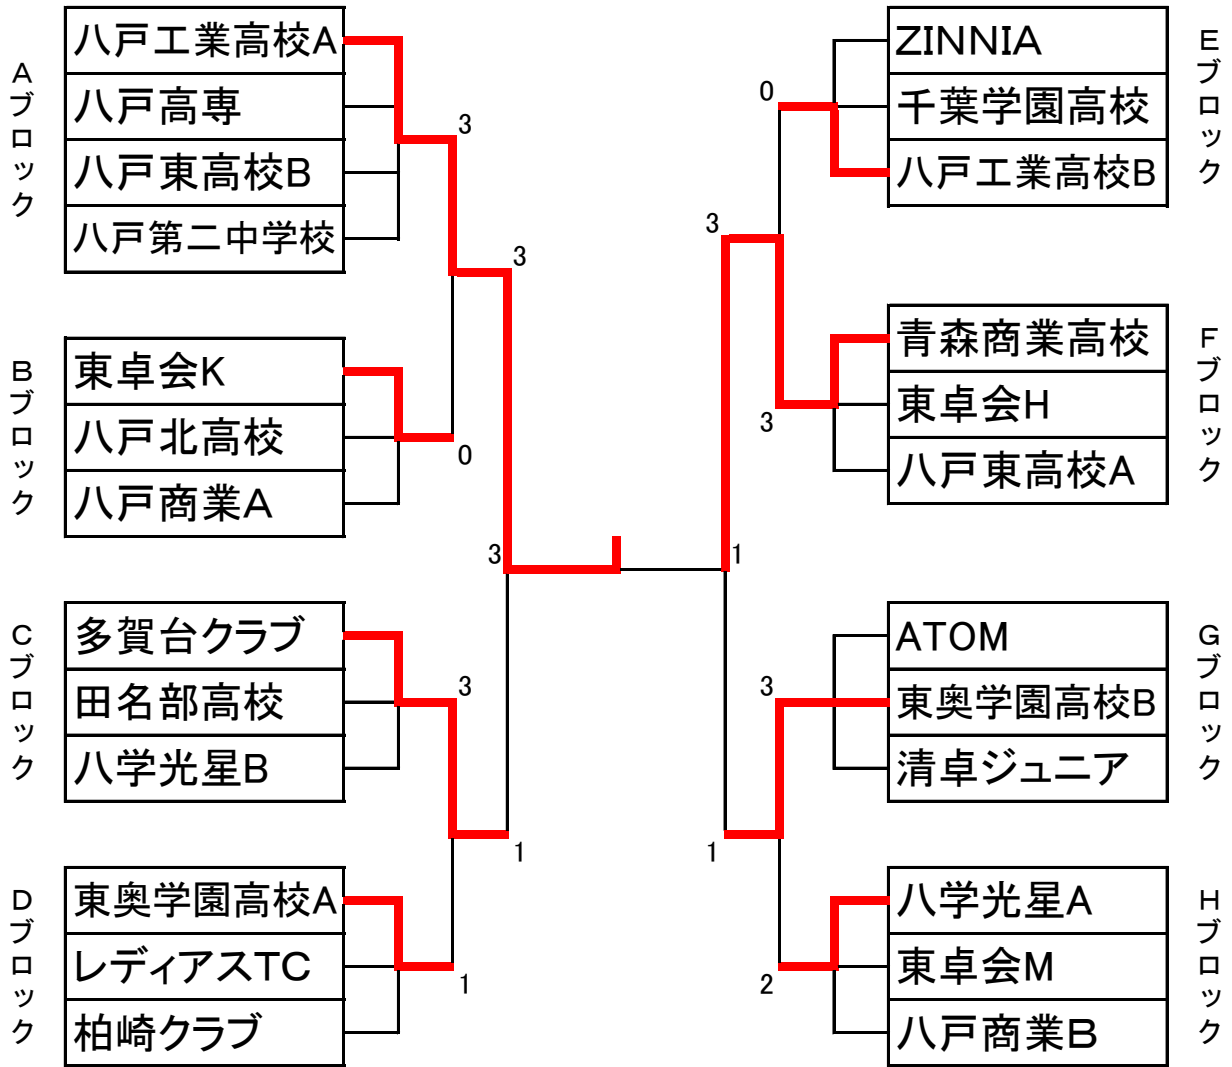 Aブロック
八戸工業高校A
八戸高専
八戸東高校B
八戸第二中学校
3
3
Bブロック
東卓会K
八戸北高校
八戸商業A
0
3
Cブロック
多賀台クラブ
田名部高校
八学光星B
3
1
Dブロック
東奥学園高校A
レディアスTC
柏崎クラブ
1
Eブロック
ZINNIA
千葉学園高校
八戸工業高校B
0
3
Fブロック
青森商業高校
東卓会H
八戸東高校A
3
1
Gブロック
ATOM
東奥学園高校B
清卓ジュニア
3
1
Hブロック
八学光星A
東卓会M
八戸商業B
2